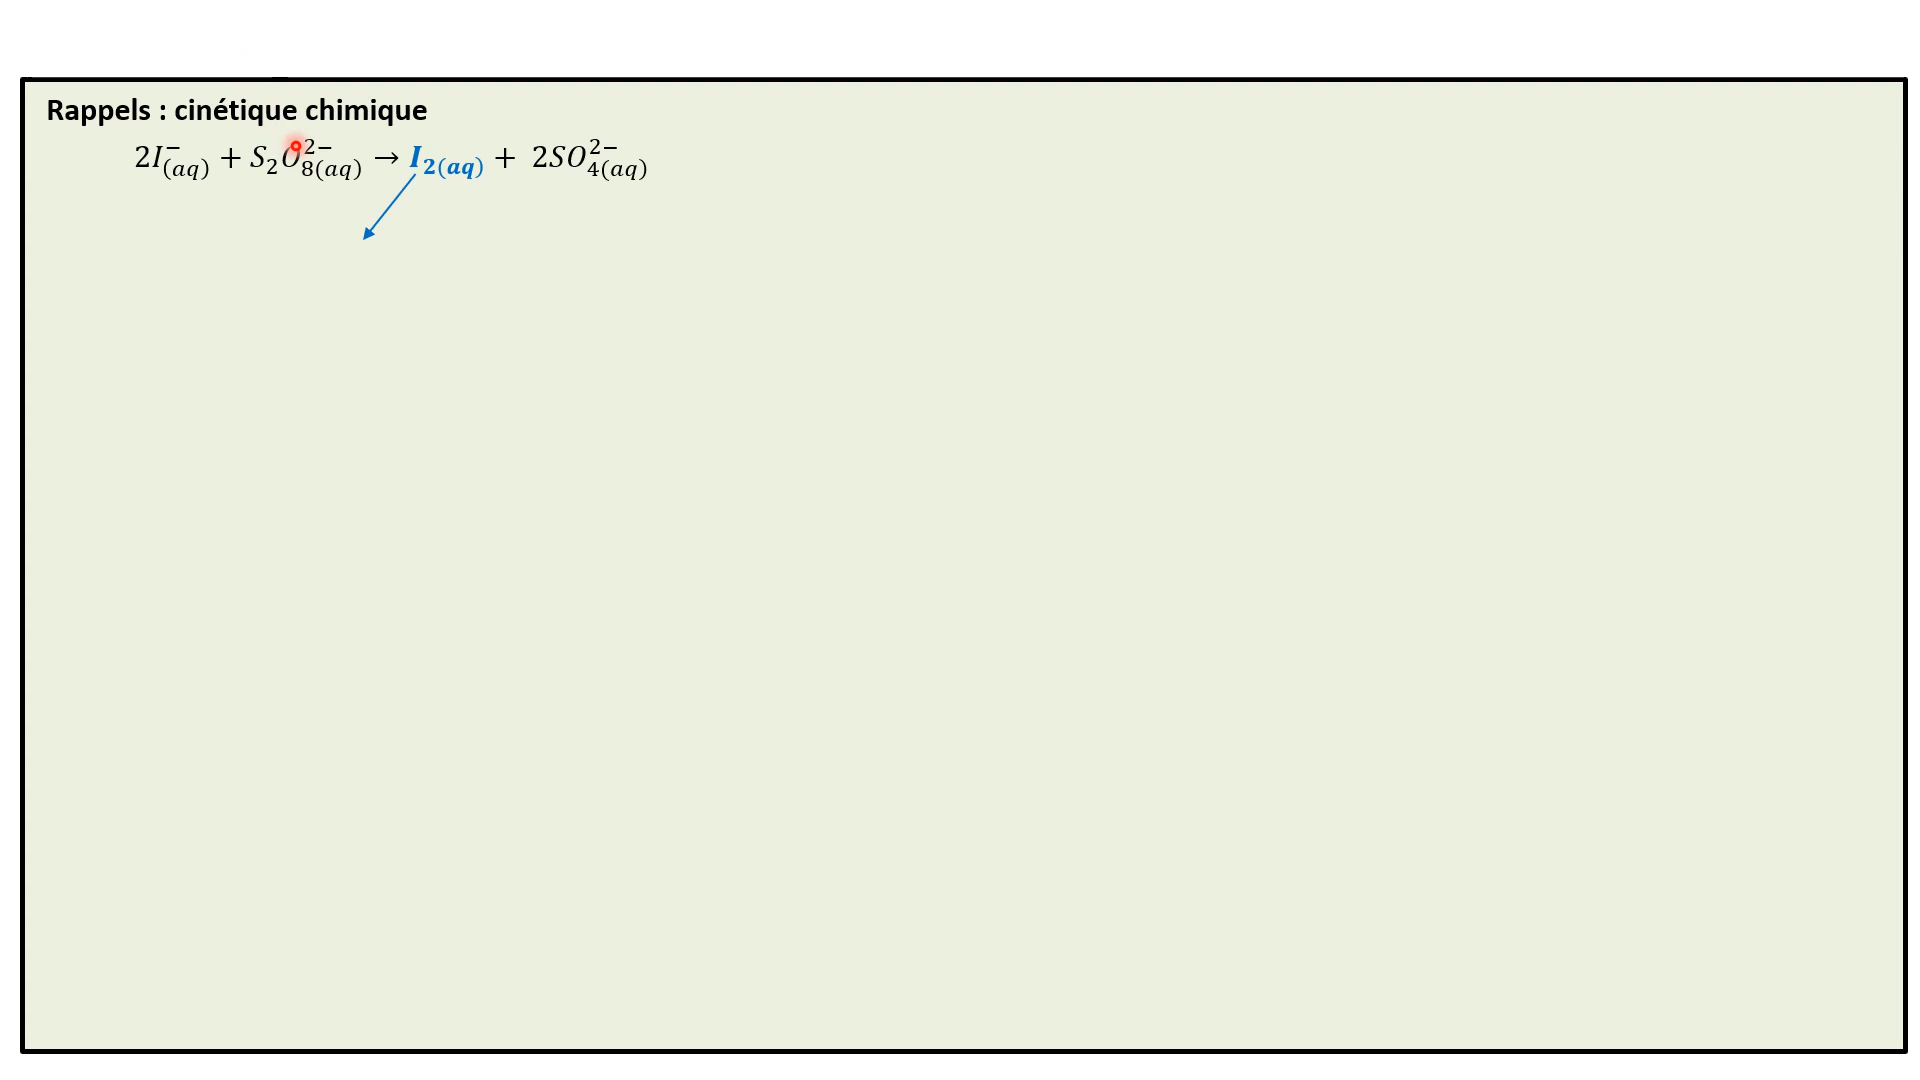 Rappels : cinétique chimique
2I⁻(aq) + S₂O₈²⁻(aq) → I₂(aq) + 2SO₄²⁻(aq)